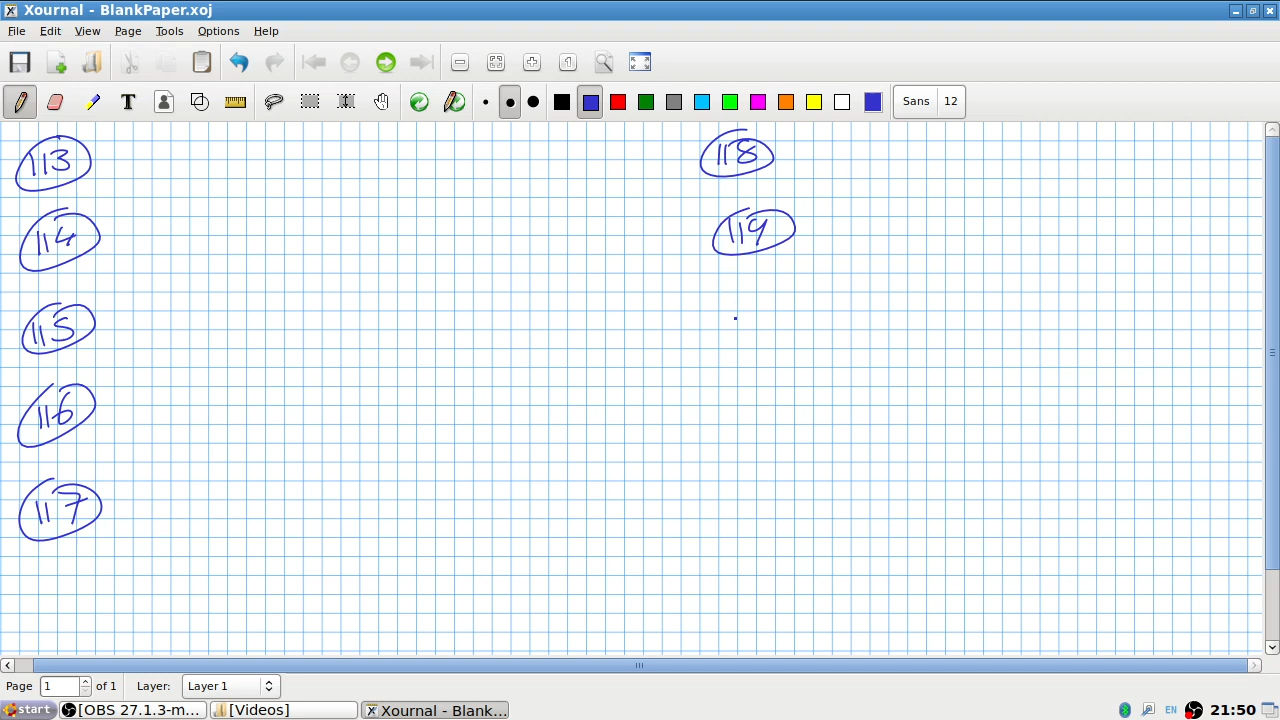 Xournal - BlankPaper.xoj
File Edit View Page Tools Options Help
Sans 12
113
114
115
116
117
118
119
Page 1 of 1 Layer: Layer 1
start [OBS 27.1.3-m... [Videos] Xournal - Blank... EN 21:50